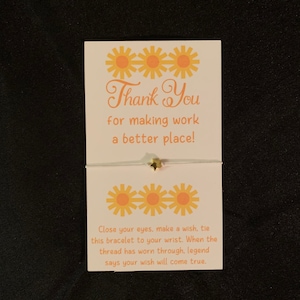 Thank You
for making work
a better place!
Close your eyes, make a wish, tie
this bracelet to your wrist. When the
thread has worn through, legend
says your wish will come true.